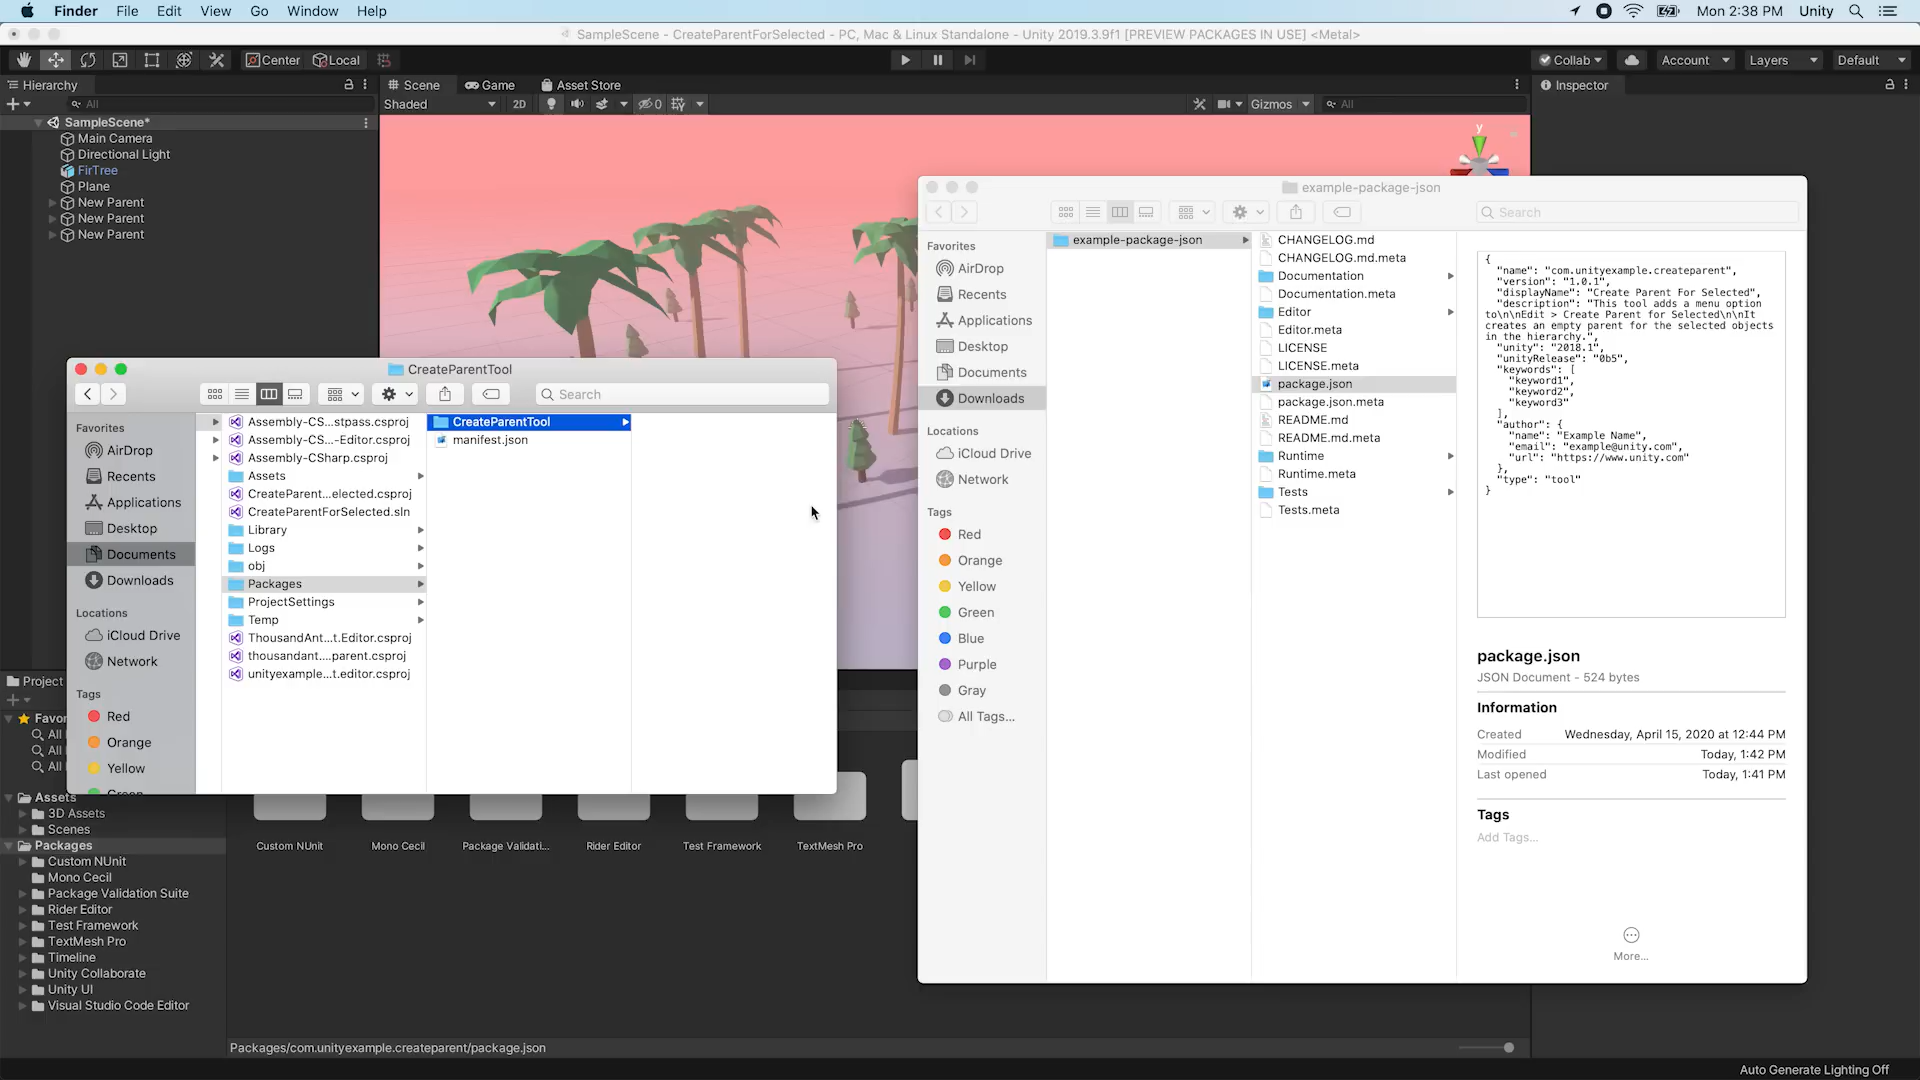 Finder File Edit View Go Window Help
Mon 2:38 PM Unity
SampleScene - CreateParentForSelected - PC, Mac & Linux Standalone - Unity 2019.3.9f1 [PREVIEW PACKAGES IN USE] <Metal>
Center Local
Collab Account Layers Default
Hierarchy
Scene Game Asset Store
Inspector
All
Shaded 2D 0 Gizmos All
SampleScene*
Main Camera
Directional Light
FirTree
Plane
New Parent
New Parent
New Parent
y
example-package-json
Search
Favorites
AirDrop
Recents
Applications
Desktop
Documents
Downloads
Locations
iCloud Drive
Network
Tags
Red
Orange
Yellow
Green
Blue
Purple
Gray
All Tags...
example-package-json
CHANGELOG.md
CHANGELOG.md.meta
Documentation
Documentation.meta
Editor
Editor.meta
LICENSE
LICENSE.meta
package.json
package.json.meta
README.md
README.md.meta
Runtime
Runtime.meta
Tests
Tests.meta
{
"name": "com.unityexample.createparent",
"version": "1.0.1",
"displayName": "Create Parent For Selected",
"description": "This tool adds a menu option
to\n\nEdit > Create Parent for Selected\n\nIt
creates an empty parent for the selected objects
in the hierarchy.",
"unity": "2018.1",
"unityRelease": "0b5",
"keywords": [
"keyword1",
"keyword2",
"keyword3"
],
"author": {
"name": "Example Name",
"email": "example@unity.com",
"url": "https://www.unity.com"
},
"type": "tool"
}
package.json
JSON Document - 524 bytes
Information
Created Wednesday, April 15, 2020 at 12:44 PM
Modified Today, 1:42 PM
Last opened Today, 1:41 PM
Tags
Add Tags...
More...
CreateParentTool
Search
Favorites
AirDrop
Recents
Applications
Desktop
Documents
Downloads
Locations
iCloud Drive
Network
Tags
Red
Orange
Yellow
Green
Assembly-CS...stpass.csproj
Assembly-CS...-Editor.csproj
Assembly-CSharp.csproj
Assets
CreateParent...elected.csproj
CreateParentForSelected.sln
Library
Logs
obj
Packages
ProjectSettings
Temp
ThousandAnt...t.Editor.csproj
thousandant....parent.csproj
unityexample...t.editor.csproj
CreateParentTool
manifest.json
Project
Favor
All
All
All
Assets
3D Assets
Scenes
Packages
Custom NUnit
Mono Cecil
Package Validation Suite
Rider Editor
Test Framework
TextMesh Pro
Timeline
Unity Collaborate
Unity UI
Visual Studio Code Editor
Custom NUnit
Mono Cecil
Package Validati...
Rider Editor
Test Framework
TextMesh Pro
Packages/com.unityexample.createparent/package.json
Auto Generate Lighting Off